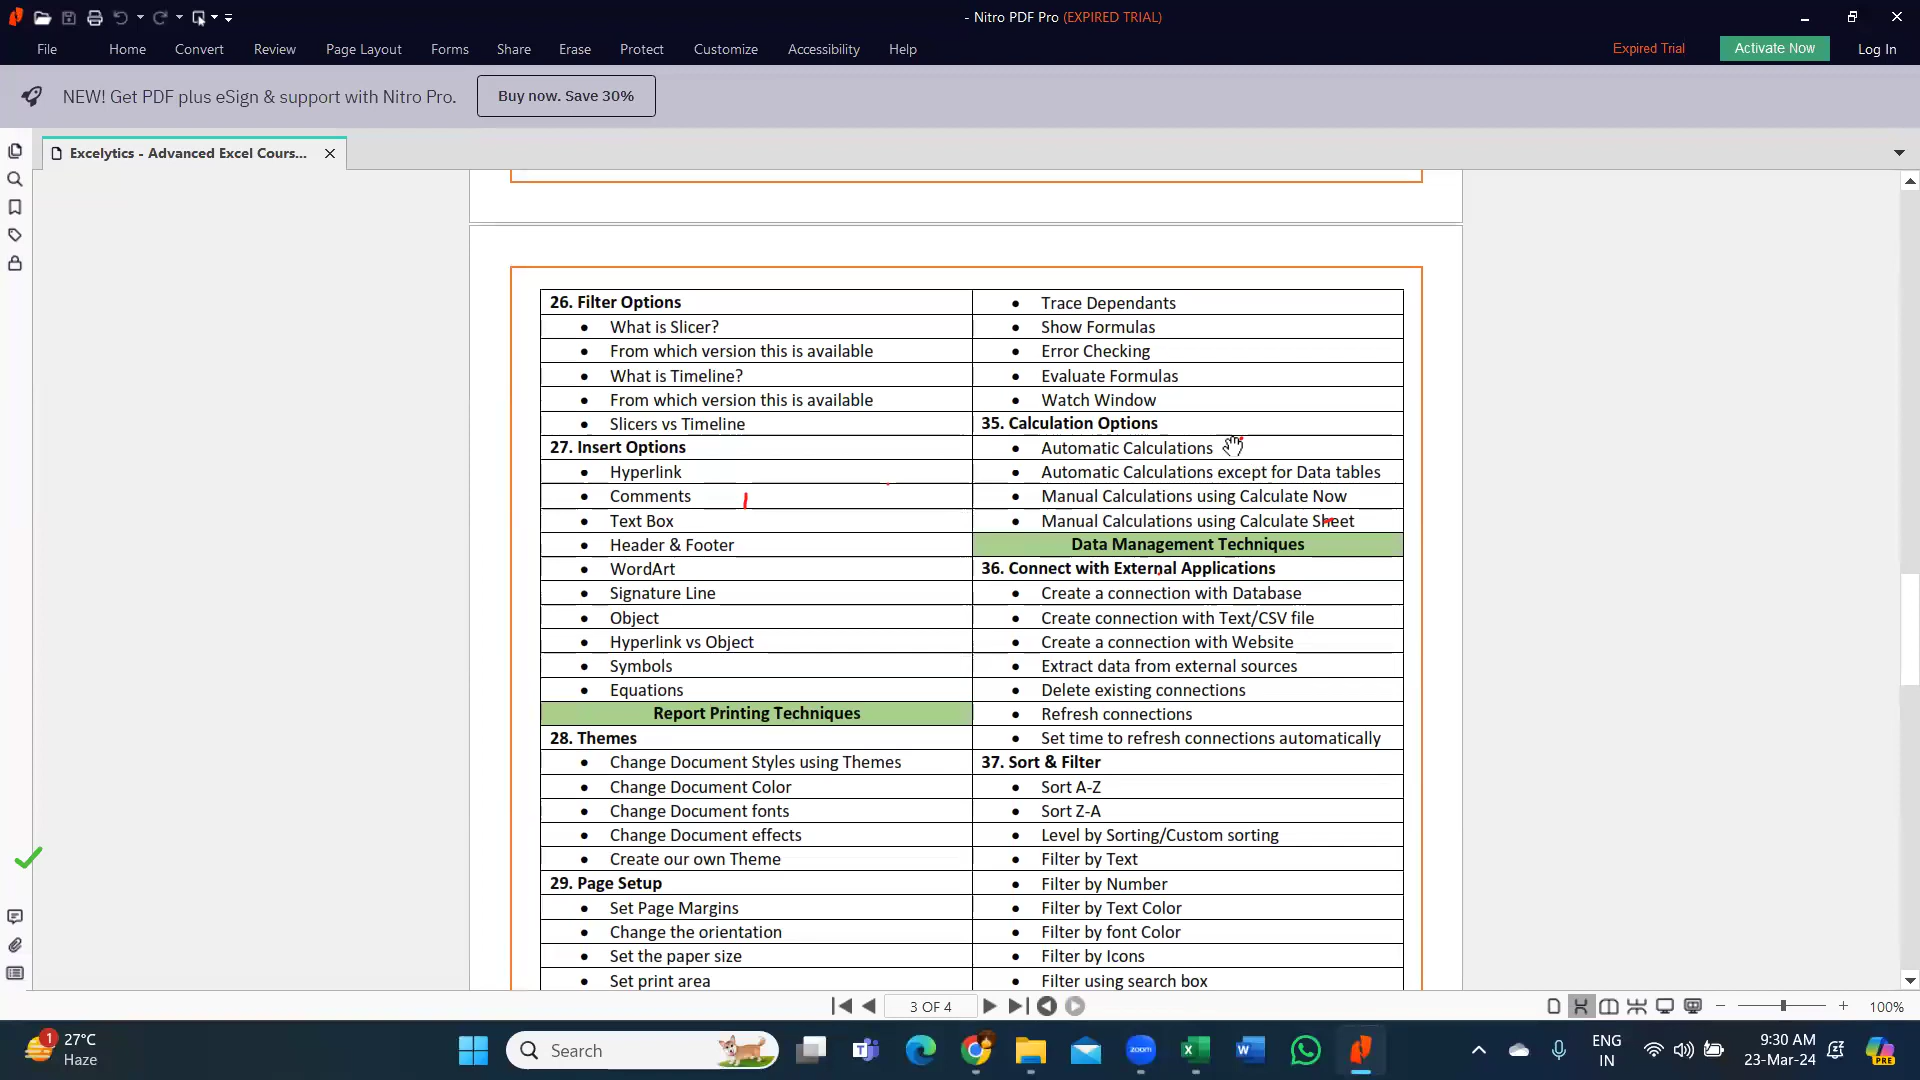 - Nitro PDF Pro (EXPIRED TRIAL)
File Home Convert Review Page Layout Forms Share Erase Protect Customize Accessibility Help
Expired Trial Activate Now Log In
NEW! Get PDF plus eSign & support with Nitro Pro. Buy now. Save 30%
Excelytics - Advanced Excel Cours...
26. Filter Options
• What is Slicer?
• From which version this is available
• What is Timeline?
• From which version this is available
• Slicers vs Timeline
27. Insert Options
• Hyperlink
• Comments
• Text Box
• Header & Footer
• WordArt
• Signature Line
• Object
• Hyperlink vs Object
• Symbols
• Equations
Report Printing Techniques
28. Themes
• Change Document Styles using Themes
• Change Document Color
• Change Document fonts
• Change Document effects
• Create our own Theme
29. Page Setup
• Set Page Margins
• Change the orientation
• Set the paper size
• Set print area
• Trace Dependants
• Show Formulas
• Error Checking
• Evaluate Formulas
• Watch Window
35. Calculation Options
• Automatic Calculations
• Automatic Calculations except for Data tables
• Manual Calculations using Calculate Now
• Manual Calculations using Calculate Sheet
Data Management Techniques
36. Connect with External Applications
• Create a connection with Database
• Create connection with Text/CSV file
• Create a connection with Website
• Extract data from external sources
• Delete existing connections
• Refresh connections
• Set time to refresh connections automatically
37. Sort & Filter
• Sort A-Z
• Sort Z-A
• Level by Sorting/Custom sorting
• Filter by Text
• Filter by Number
• Filter by Text Color
• Filter by font Color
• Filter by Icons
• Filter using search box
3 OF 4
100%
1
27°C
Haze
Search
zoom
ENG
IN
9:30 AM
23-Mar-24
PRE